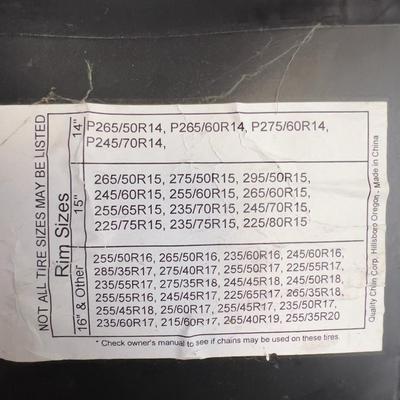 NOT ALL TIRE SIZES MAY BE LISTED
Rim Sizes
14"
P265/50R14, P265/60R14, P275/60R14,
P245/70R14,
15"
265/50R15, 275/50R15, 295/50R15,
245/60R15, 255/60R15, 265/60R15,
255/65R15, 235/70R15, 245/70R15,
225/75R15, 235/75R15, 225/80R15
16" & Other
255/50R16, 265/50R16, 235/60R16, 245/60R16,
285/35R17, 275/40R17, 255/50R17, 225/55R17,
235/55R17, 275/35R18, 245/45R18, 245/50R18,
255/55R16, 245/45R17, 225/65R17, 265/35R18,
255/45R18, 25/60R17, 255/45R17, 235/50R17,
235/60R17, 215/60R17, 265/40R19, 255/35R20
* Check owner's manual to see if chains may be used on these tires.
Quality Chain Corp. Hillsboro Oregon - Made in China